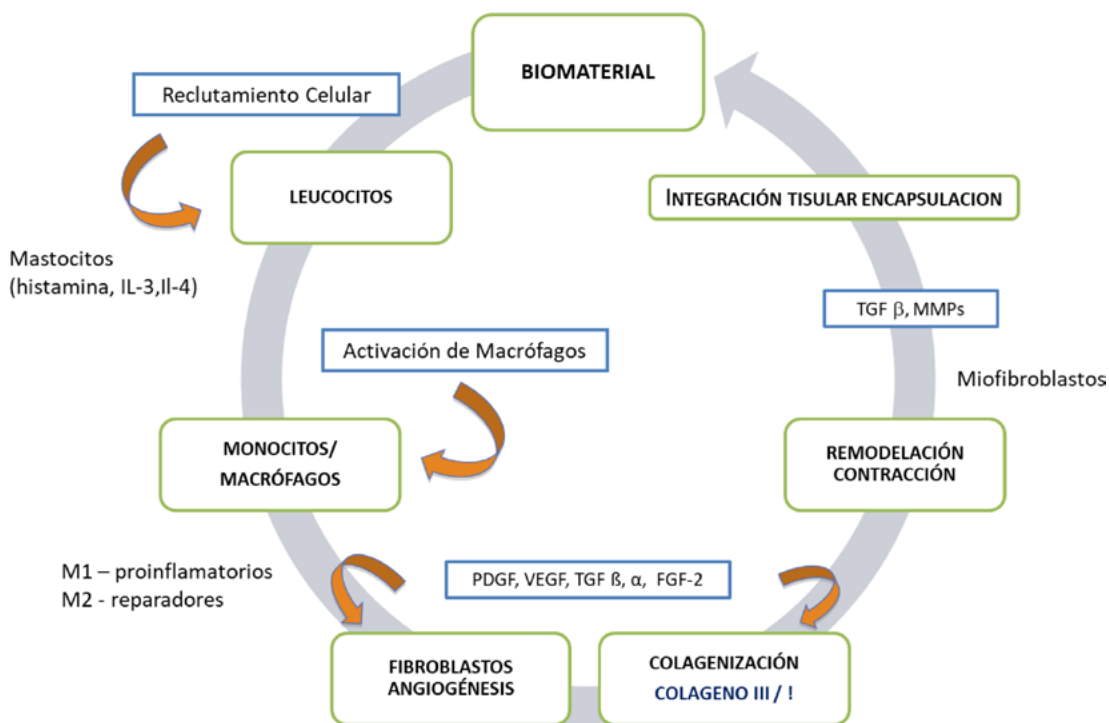 BIOMATERIAL
Reclutamiento Celular
LEUCOCITOS
Mastocitos
(histamina, IL-3,Il-4)
Activación de Macrófagos
MONOCITOS/
MACRÓFAGOS
M1 – proinflamatorios
M2 - reparadores
PDGF, VEGF, TGF ß, α, FGF-2
FIBROBLASTOS
ANGIOGÉNESIS
COLAGENIZACIÓN
COLAGENO III / !
REMODELACIÓN
CONTRACCIÓN
Miofibroblastos
TGF β, MMPs
INTEGRACIÓN TISULAR ENCAPSULACION